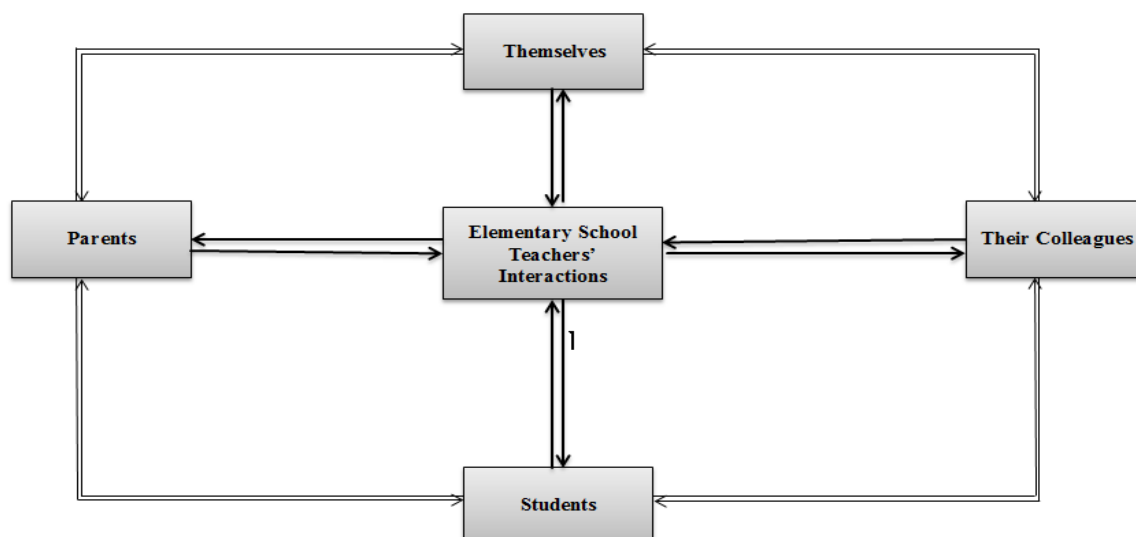 Themselves
Parents
Elementary School
Teachers’
Interactions
Their Colleagues
1
Students